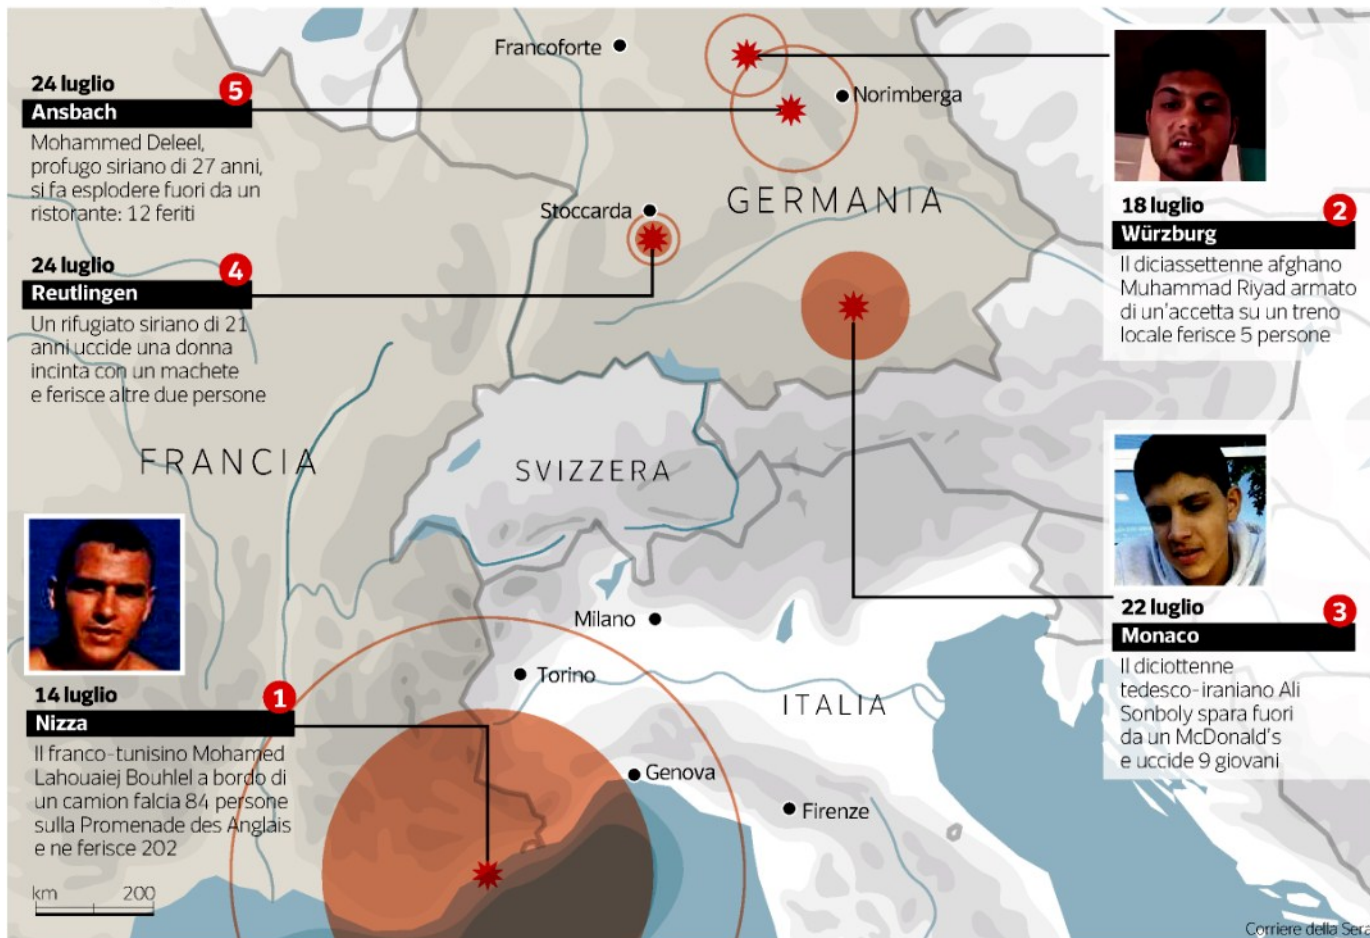 Francoforte
Norimberga
Stoccarda
GERMANIA
FRANCIA
SVIZZERA
Milano
Torino
ITALIA
Genova
Firenze
24 luglio
5
Ansbach
Mohammed Deleel,
profugo siriano di 27 anni,
si fa esplodere fuori da un
ristorante: 12 feriti
24 luglio
4
Reutlingen
Un rifugiato siriano di 21
anni uccide una donna
incinta con un machete
e ferisce altre due persone
14 luglio
1
Nizza
Il franco-tunisino Mohamed
Lahouaiej Bouhlel a bordo di
un camion falcia 84 persone
sulla Promenade des Anglais
e ne ferisce 202
km 200
18 luglio
2
Würzburg
Il diciassettenne afghano
Muhammad Riyad armato
di un'accetta su un treno
locale ferisce 5 persone
22 luglio
3
Monaco
Il diciottenne
tedesco-iraniano Ali
Sonboly spara fuori
da un McDonald's
e uccide 9 giovani
Corriere della Sera